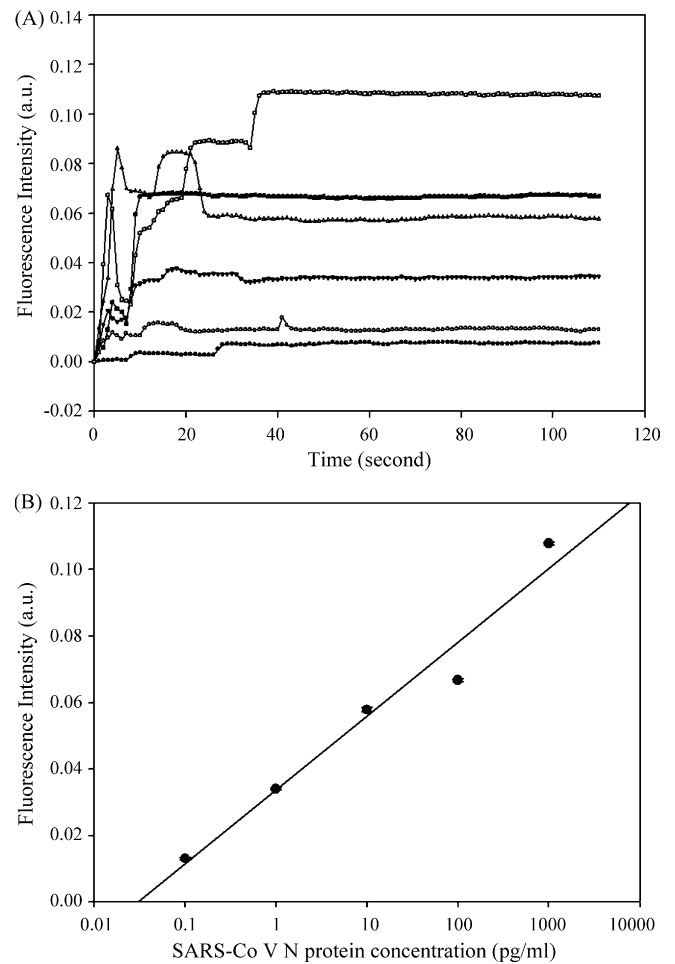 (A)
0.14
0.12
0.10
0.08
0.06
0.04
0.02
0.00
-0.02
Fluorescence Intensity (a.u.)
0 20 40 60 80 100 120
Time (second)
(B)
0.12
0.10
0.08
0.06
0.04
0.02
0.00
Fluorescence Intensity (a.u.)
0.01 0.1 1 10 100 1000 10000
SARS-Co V N protein concentration (pg/ml)